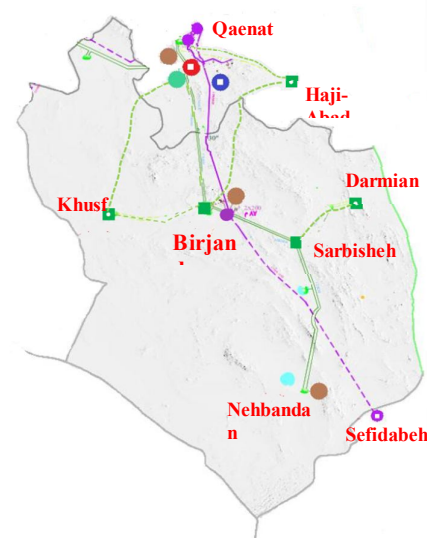 Qaenat
Haji-
Abad
Darmian
Khusf
Birjan
Sarbisheh
Nehbanda
n
Sefidabeh